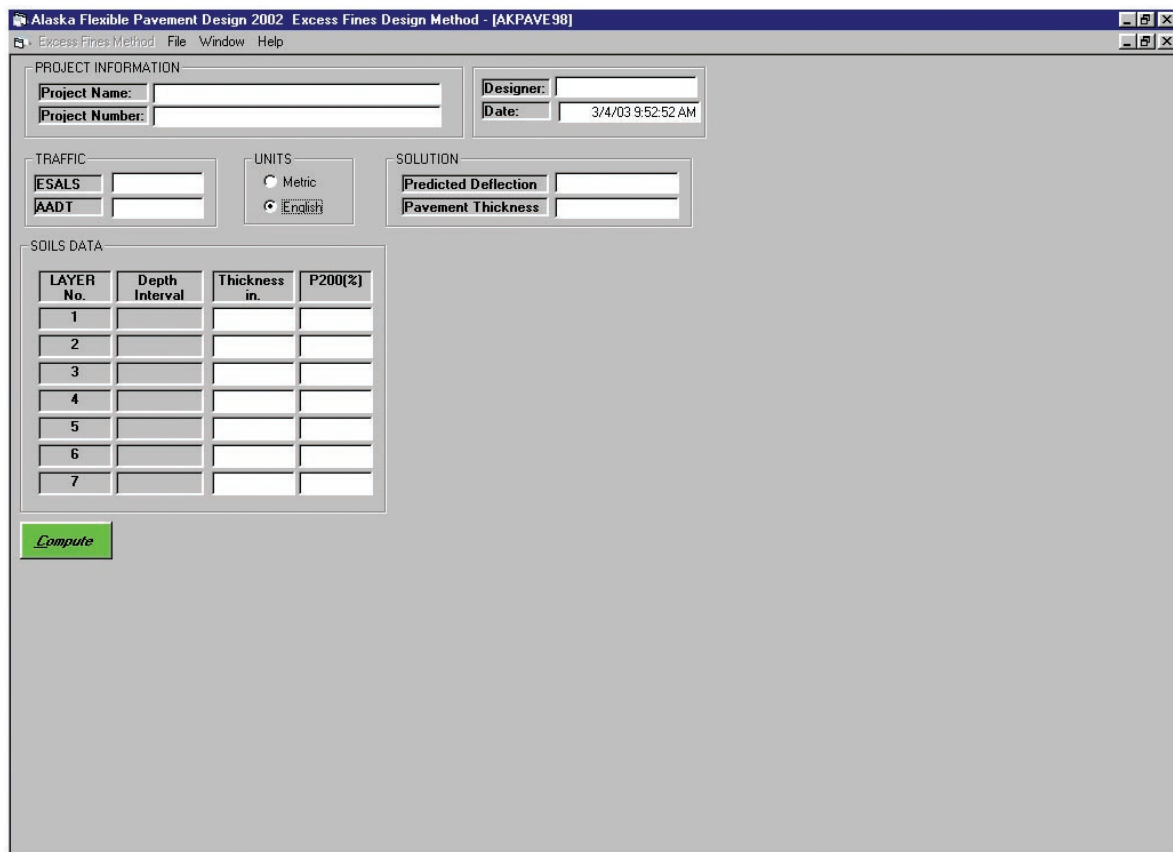 Alaska Flexible Pavement Design 2002 Excess Fines Design Method - [AKPAVE98]
Excess Fines Method File Window Help
PROJECT INFORMATION
Project Name:
Project Number:
Designer:
Date: 3/4/03 9:52:52 AM
TRAFFIC
ESALS
AADT
UNITS
Metric
English
SOLUTION
Predicted Deflection
Pavement Thickness
SOILS DATA
LAYER No. Depth Interval Thickness in. P200(%)
1
2
3
4
5
6
7
Compute